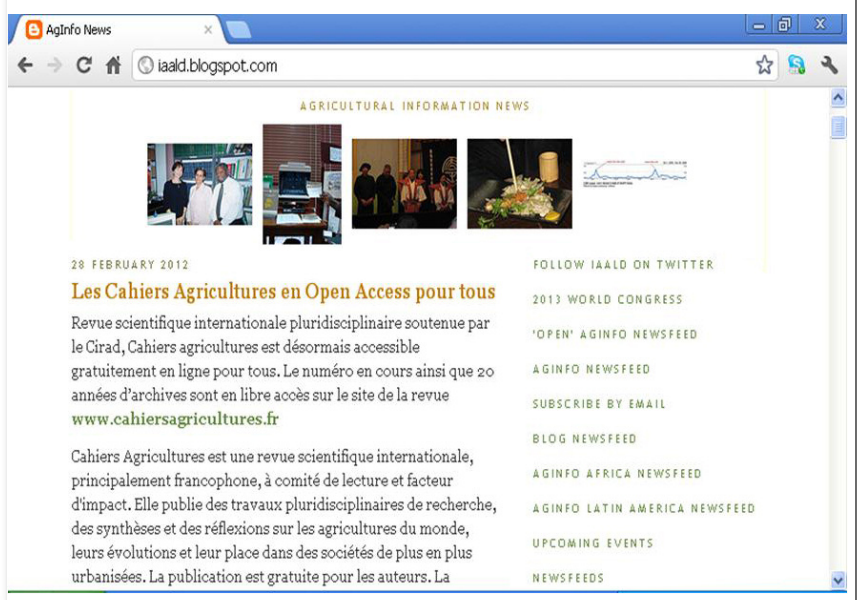 AgInfo News
iaald.blogspot.com
AGRICULTURAL INFORMATION NEWS
28 FEBRUARY 2012
Les Cahiers Agricultures en Open Access pour tous
Revue scientifique internationale pluridisciplinaire soutenue par
le Cirad, Cahiers agricultures est désormais accessible
gratuitement en ligne pour tous. Le numéro en cours ainsi que 20
années d'archives sont en libre accès sur le site de la revue
www.cahiersagricultures.fr
Cahiers Agricultures est une revue scientifique internationale,
principalement francophone, à comité de lecture et facteur
d'impact. Elle publie des travaux pluridisciplinaires de recherche,
des synthèses et des réflexions sur les agricultures du monde,
leurs évolutions et leur place dans des sociétés de plus en plus
urbanisées. La publication est gratuite pour les auteurs. La
FOLLOW IAALD ON TWITTER
2013 WORLD CONGRESS
'OPEN' AGINFO NEWSFEED
AGINFO NEWSFEED
SUBSCRIBE BY EMAIL
BLOG NEWSFEED
AGINFO AFRICA NEWSFEED
AGINFO LATIN AMERICA NEWSFEED
UPCOMING EVENTS
NEWSFEEDS